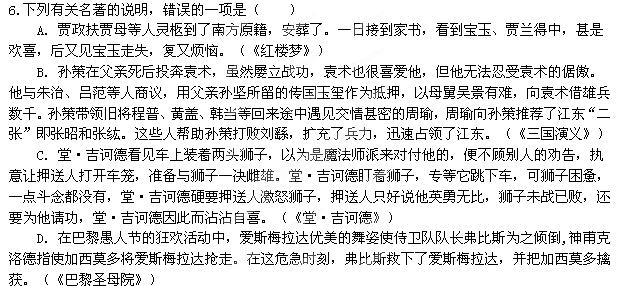 6.下列有关名著的说明，错误的一项是（　　）
A. 贾政扶贾母等人灵柩到了南方原籍，安葬了。一日接到家书，看到宝玉、贾兰得中，甚是
欢喜，后又见宝玉走失，复又烦恼。（《红楼梦》）
B. 孙策在父亲死后投奔袁术，虽然屡立战功，袁术也很喜爱他，但他无法忍受袁术的倨傲。
他与朱治、吕范等人商议，用父亲孙坚所留的传国玉玺作为抵押，以母舅吴景有难，向袁术借雄兵
数千。孙策带领旧将程普、黄盖、韩当等回来途中遇见交情甚密的周瑜，周瑜向孙策推荐了江东“二
张”即张昭和张纮。这些人帮助孙策打败刘繇，扩充了兵力，迅速占领了江东。（《三国演义》）
C. 堂·吉诃德看见车上装着两头狮子，以为是魔法师派来对付他的，便不顾别人的劝告，执
意让押送人打开车笼，准备与狮子一决雌雄。堂·吉诃德盯着狮子，专等它跳下车，可狮子困惫，
一点斗念都没有，堂·吉诃德硬要押送人激怒狮子，押送人只好说他英勇无比，狮子未战已败，还
要为他请功，堂·吉诃德因此而沾沾自喜。（《堂·吉诃德》）
D. 在巴黎愚人节的狂欢活动中，爱斯梅拉达优美的舞姿使侍卫队队长弗比斯为之倾倒,神甫克
洛德指使加西莫多将爱斯梅拉达抢走。在这危急时刻，弗比斯救下了爱斯梅拉达，并把加西莫多擒
获。（《巴黎圣母院》）